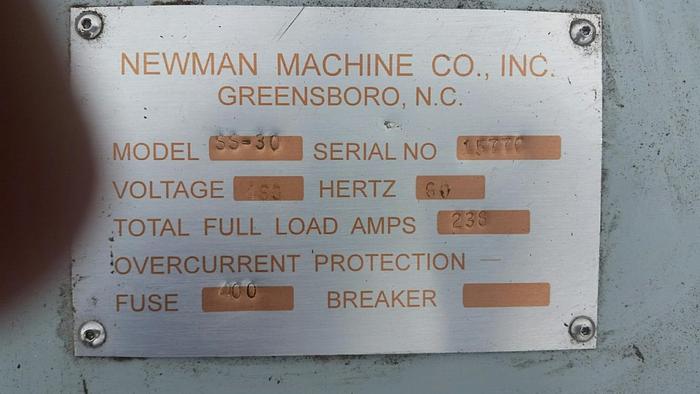 NEWMAN MACHINE CO., INC.
GREENSBORO, N.C.
MODEL SS-30 SERIAL NO
VOLTAGE HERTZ 60
TOTAL FULL LOAD AMPS 236
OVERCURRENT PROTECTION —
FUSE 400 BREAKER